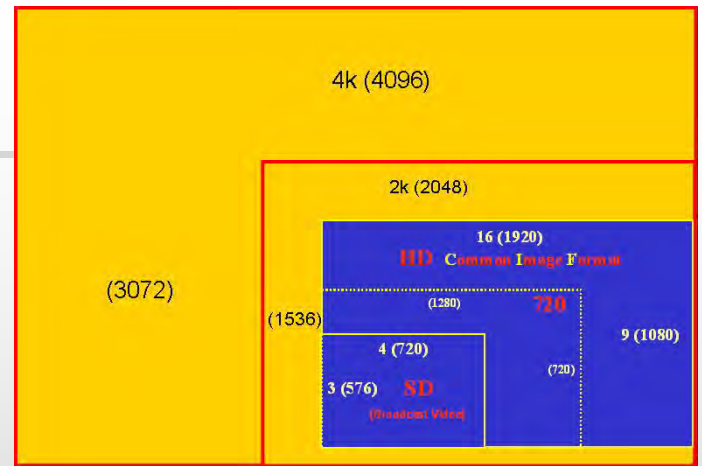 4k (4096)
2k (2048)
16 (1920)
HD Common Image Format
(3072)
(1536)
(1280)
720
9 (1080)
4 (720)
(720)
3 (576) SD
(Broadcast Video)